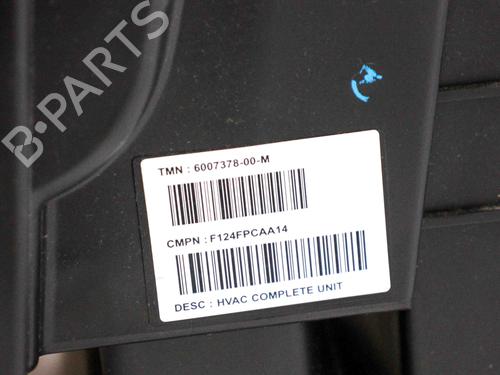 B-PARTS
TMN : 6007378-00-M
CMPN : F124FPCAA14
DESC : HVAC COMPLETE UNIT